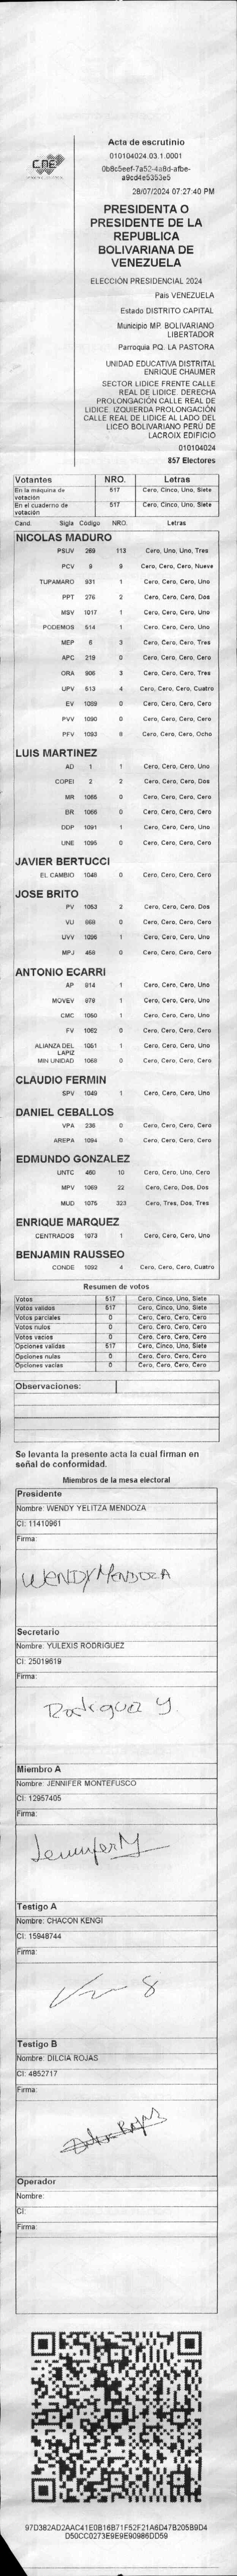 CNE
Acta de escrutinio
010104024.03.1.0001
0b8c5eef-7a52-4a8d-afbe-
a9cd4e5353e5
28/07/2024 07:27:40 PM
PRESIDENTA O
PRESIDENTE DE LA
REPUBLICA
BOLIVARIANA DE
VENEZUELA
ELECCIÓN PRESIDENCIAL 2024
País VENEZUELA
Estado DISTRITO CAPITAL
Municipio MP. BOLIVARIANO
LIBERTADOR
Parroquia PQ. LA PASTORA
UNIDAD EDUCATIVA DISTRITAL
ENRIQUE CHAUMER
SECTOR LIDICE FRENTE CALLE
REAL DE LIDICE. DERECHA
PROLONGACIÓN CALLE REAL DE
LIDICE. IZQUIERDA PROLONGACIÓN
CALLE REAL DE LIDICE AL LADO DEL
LICEO BOLIVARIANO PERÚ DE
LACROIX EDIFICIO
010104024
857 Electores
Votantes NRO. Letras
En la máquina de votación 517 Cero, Cinco, Uno, Siete
En el cuaderno de votación 517 Cero, Cinco, Uno, Siete
Cand. Sigla Código NRO. Letras
NICOLAS MADURO
PSUV 269 113 Cero, Uno, Uno, Tres
PCV 9 9 Cero, Cero, Cero, Nueve
TUPAMARO 931 1 Cero, Cero, Cero, Uno
PPT 276 2 Cero, Cero, Cero, Dos
MSV 1017 1 Cero, Cero, Cero, Uno
PODEMOS 514 1 Cero, Cero, Cero, Uno
MEP 6 3 Cero, Cero, Cero, Tres
APC 219 0 Cero, Cero, Cero, Cero
ORA 906 3 Cero, Cero, Cero, Tres
UPV 513 4 Cero, Cero, Cero, Cuatro
EV 1089 0 Cero, Cero, Cero, Cero
PVV 1090 0 Cero, Cero, Cero, Cero
PFV 1093 8 Cero, Cero, Cero, Ocho
LUIS MARTINEZ
AD 1 1 Cero, Cero, Cero, Uno
COPEI 2 2 Cero, Cero, Cero, Dos
MR 1065 0 Cero, Cero, Cero, Cero
BR 1066 0 Cero, Cero, Cero, Cero
DDP 1091 1 Cero, Cero, Cero, Uno
UNE 1095 0 Cero, Cero, Cero, Cero
JAVIER BERTUCCI
EL CAMBIO 1048 0 Cero, Cero, Cero, Cero
JOSE BRITO
PV 1053 2 Cero, Cero, Cero, Dos
VU 868 0 Cero, Cero, Cero, Cero
UVV 1096 1 Cero, Cero, Cero, Uno
MPJ 458 0 Cero, Cero, Cero, Cero
ANTONIO ECARRI
AP 914 1 Cero, Cero, Cero, Uno
MOVEV 979 1 Cero, Cero, Cero, Uno
CMC 1050 1 Cero, Cero, Cero, Uno
FV 1062 0 Cero, Cero, Cero, Cero
ALIANZA DEL LAPIZ 1051 1 Cero, Cero, Cero, Uno
MIN UNIDAD 1058 0 Cero, Cero, Cero, Cero
CLAUDIO FERMIN
SPV 1049 1 Cero, Cero, Cero, Uno
DANIEL CEBALLOS
VPA 236 0 Cero, Cero, Cero, Cero
AREPA 1094 0 Cero, Cero, Cero, Cero
EDMUNDO GONZALEZ
UNTC 460 10 Cero, Cero, Uno, Cero
MPV 1069 22 Cero, Cero, Dos, Dos
MUD 1075 323 Cero, Tres, Dos, Tres
ENRIQUE MARQUEZ
CENTRADOS 1073 1 Cero, Cero, Cero, Uno
BENJAMIN RAUSSEO
CONDE 1092 4 Cero, Cero, Cero, Cuatro
Resumen de votos
Votos 517 Cero, Cinco, Uno, Siete
Votos validos 517 Cero, Cinco, Uno, Siete
Votos parciales 0 Cero, Cero, Cero, Cero
Votos nulos 0 Cero, Cero, Cero, Cero
Votos vacios 0 Cero, Cero, Cero, Cero
Opciones validas 517 Cero, Cinco, Uno, Siete
Opciones nulas 0 Cero, Cero, Cero, Cero
Opciones vacias 0 Cero, Cero, Cero, Cero
Observaciones:
Se levanta la presente acta la cual firman en
señal de conformidad.
Miembros de la mesa electoral
Presidente
Nombre: WENDY YELITZA MENDOZA
CI: 11410961
Firma:
WENDY MENDOZA
Secretario
Nombre: YULEXIS RODRIGUEZ
CI: 25019619
Firma:
Rodriguez Y
Miembro A
Nombre: JENNIFER MONTEFUSCO
CI: 12957405
Firma:
Jennifer M
Testigo A
Nombre: CHACON KENGI
CI: 15948744
Firma:
Testigo B
Nombre: DILCIA ROJAS
CI: 4852717
Firma:
Operador
Nombre:
CI:
Firma:
97D382AD2AAC41E0B16B71F52F21A6D47B205B9D4
D50CC0273E9E9E90986DD59